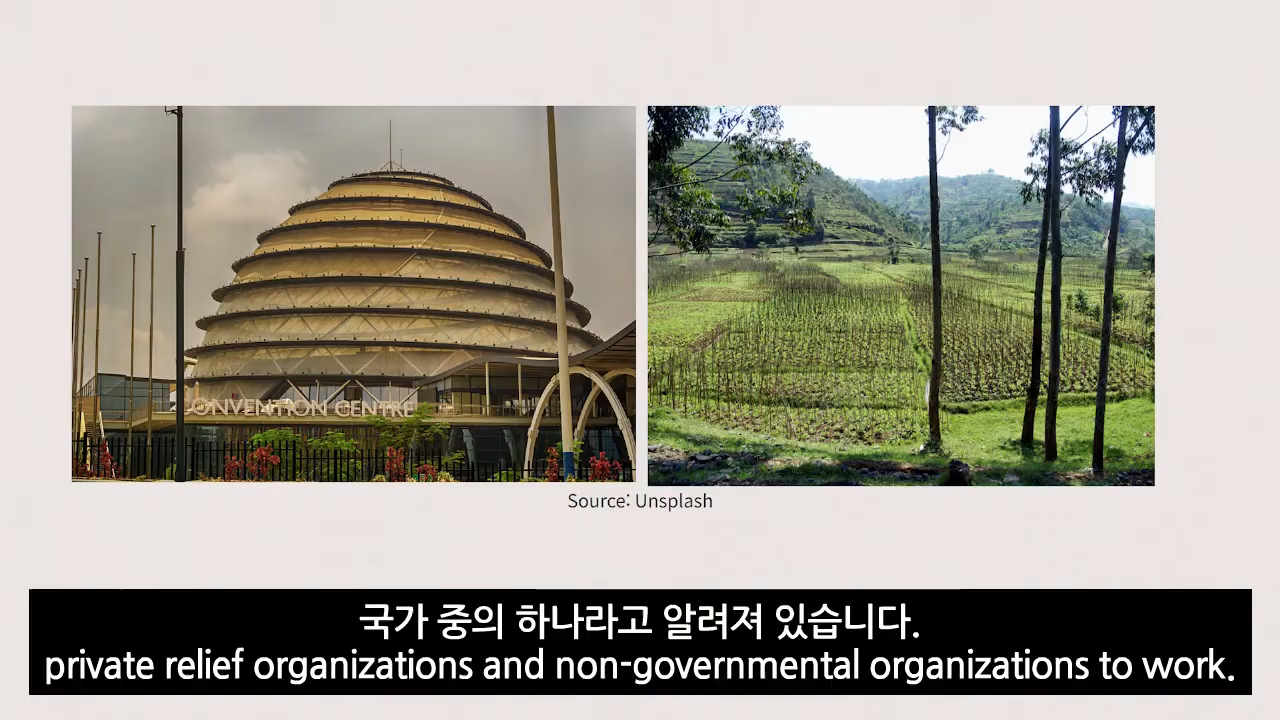 CONVENTION CENTRE
Source: Unsplash
국가 중의 하나라고 알려져 있습니다.
private relief organizations and non-governmental organizations to work.